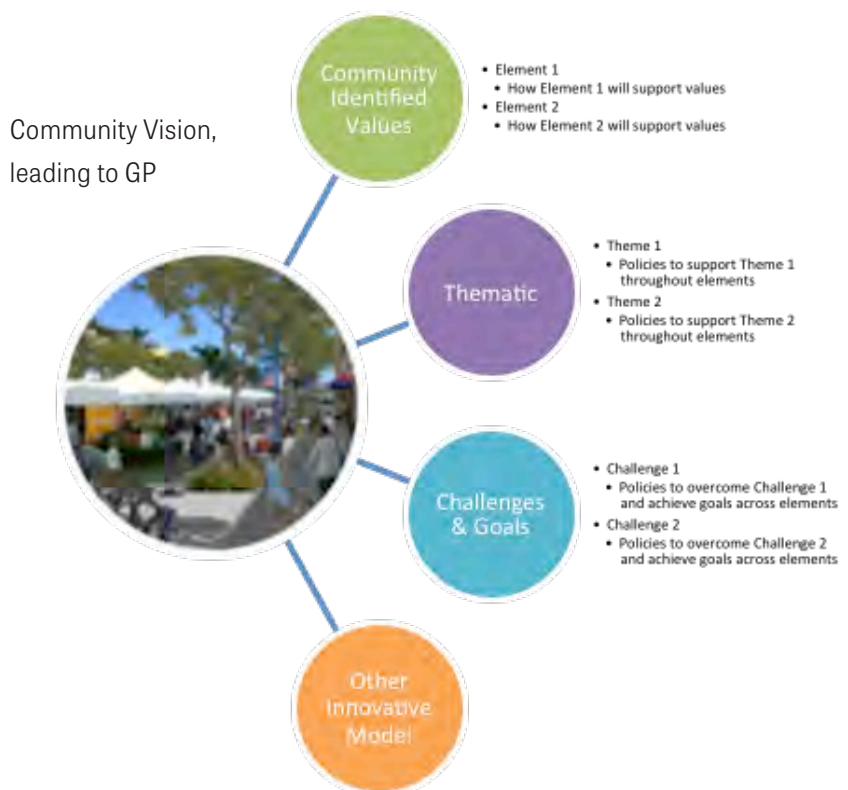 Community Vision,
leading to GP
Community
Identified
Values
• Element 1
• How Element 1 will support values
• Element 2
• How Element 2 will support values
Thematic
• Theme 1
• Policies to support Theme 1
throughout elements
• Theme 2
• Policies to support Theme 2
throughout elements
Challenges
& Goals
• Challenge 1
• Policies to overcome Challenge 1
and achieve goals across elements
• Challenge 2
• Policies to overcome Challenge 2
and achieve goals across elements
Other
Innovative
Model